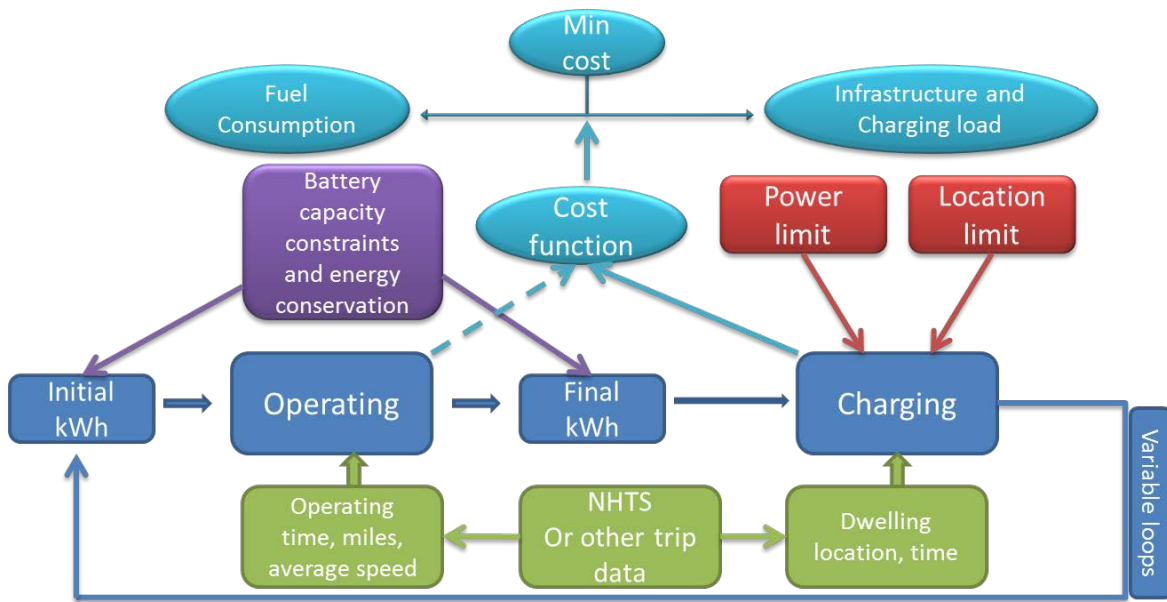 Min
cost
Fuel
Consumption
Infrastructure and
Charging load
Battery
capacity
constraints
and energy
conservation
Cost
function
Power
limit
Location
limit
Initial
kWh
Operating
Final
kWh
Charging
Variable loops
Operating
time, miles,
average speed
NHTS
Or other trip
data
Dwelling
location, time